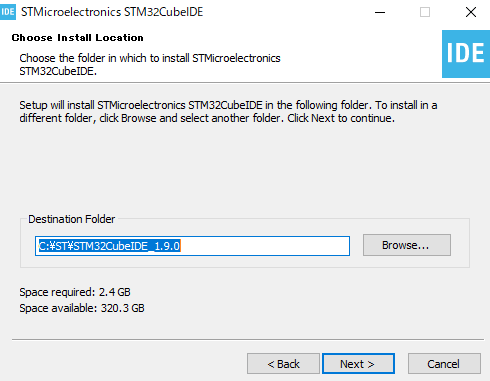 IDE STMicroelectronics STM32CubeIDE
Choose Install Location
Choose the folder in which to install STMicroelectronics
STM32CubeIDE.
IDE
Setup will install STMicroelectronics STM32CubeIDE in the following folder. To install in a
different folder, click Browse and select another folder. Click Next to continue.
Destination Folder
C:¥ST¥STM32CubeIDE_1.9.0
Browse...
Space required: 2.4 GB
Space available: 320.3 GB
< Back
Next >
Cancel